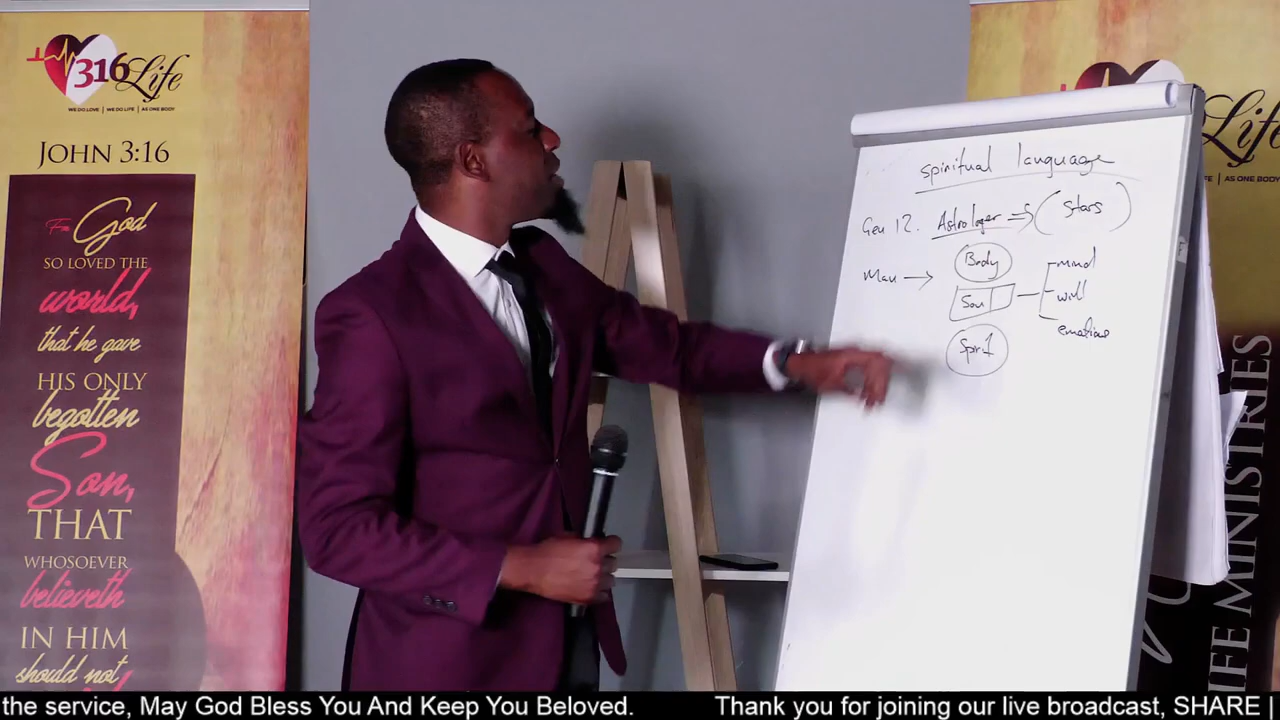 316 Life
WE DO LOVE | WE DO LIFE | AS ONE BODY
JOHN 3:16
For God
SO LOVED THE
world,
that he gave
HIS ONLY
begotten
Son,
THAT
WHOSOEVER
believeth
IN HIM
should not
spiritual language
Gen 12. Astrologer => (stars)
Man → Body
Soul
mind
will
emotions
Spirit
Life
AS ONE BODY
LIFE MINISTRIES
the service, May God Bless You And Keep You Beloved. Thank you for joining our live broadcast, SHARE |